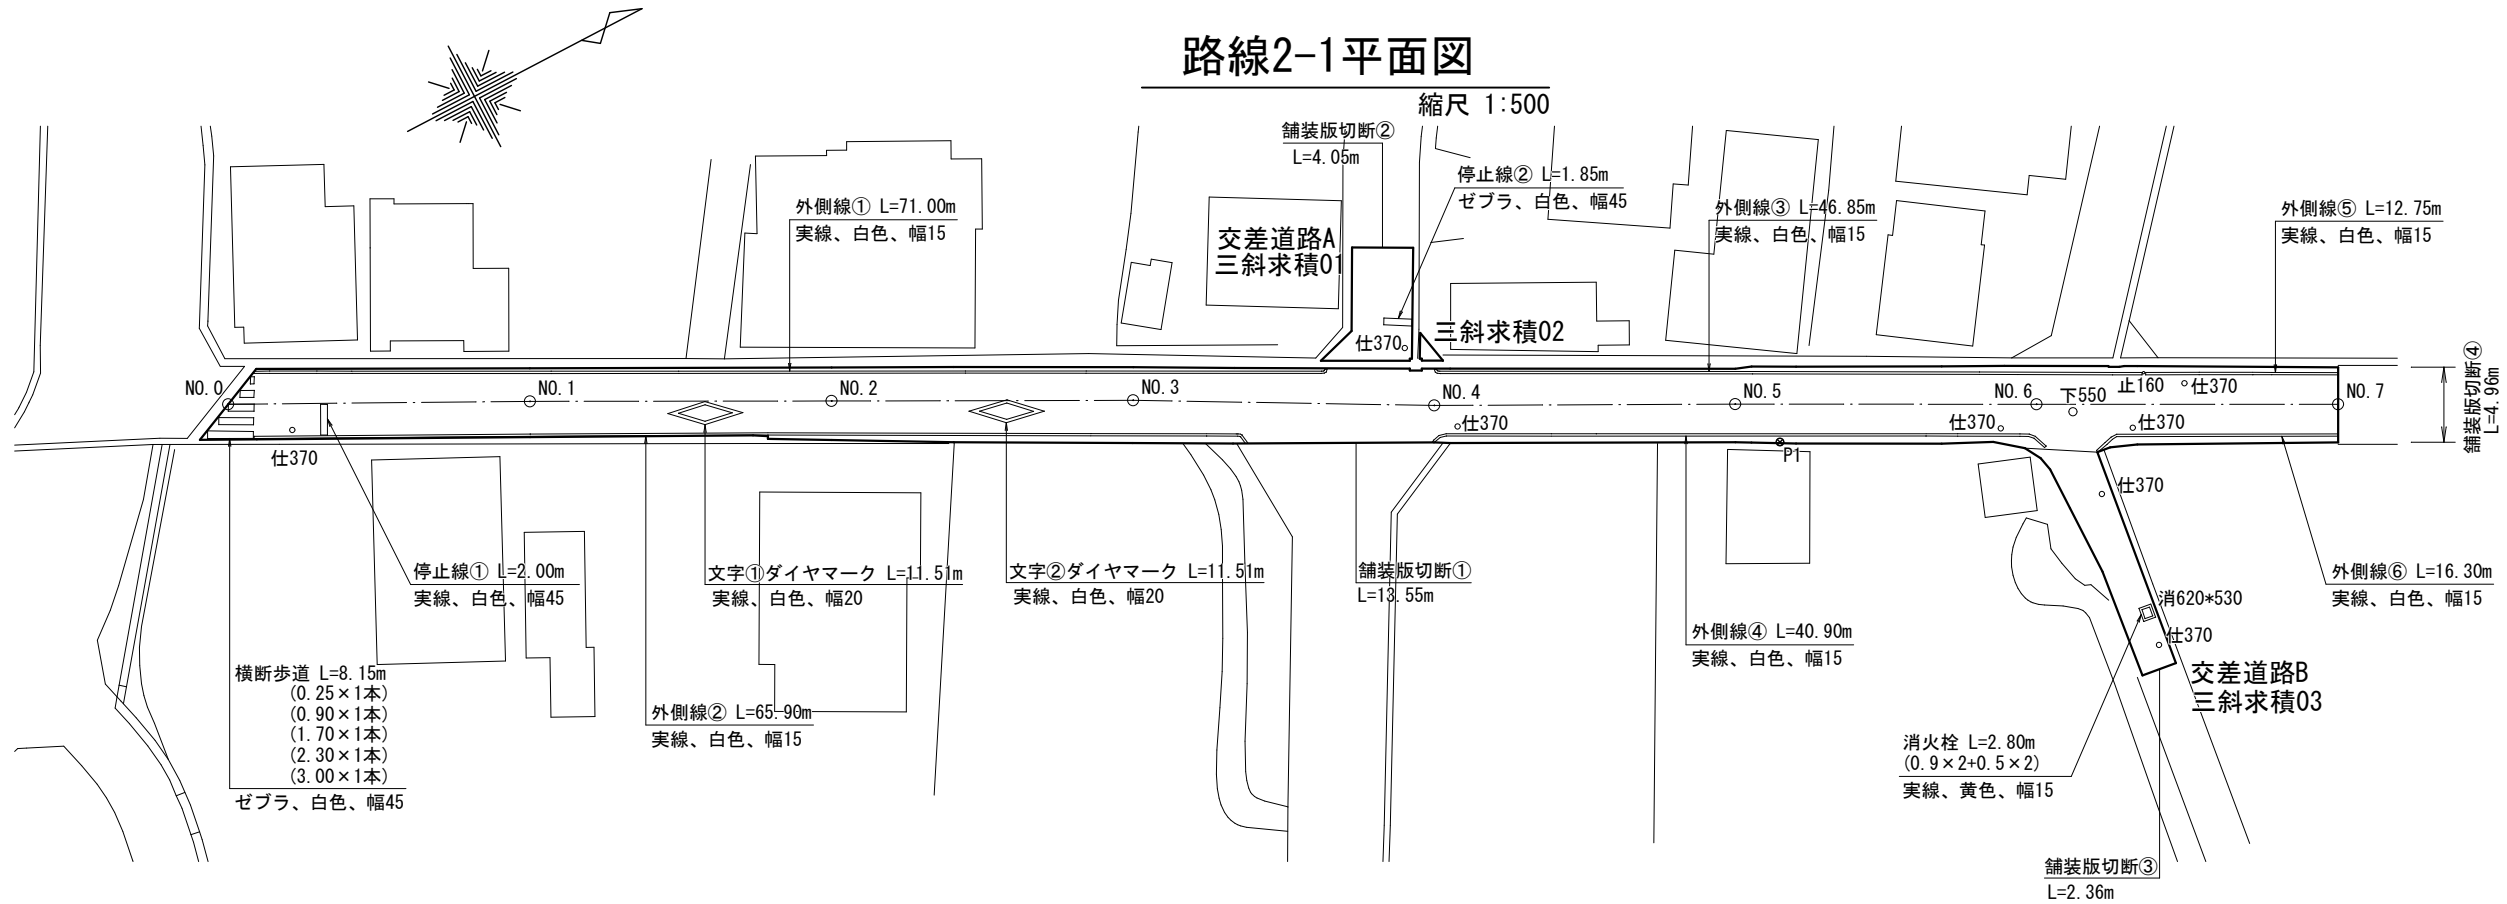 路線2-1平面図
縮尺 1:500
舗装版切断②
L=4.05m
停止線② L=1.85m
ゼブラ、白色、幅45
外側線① L=71.00m
実線、白色、幅15
外側線③ L=46.85m
実線、白色、幅15
外側線⑤ L=12.75m
実線、白色、幅15
交差道路A
三斜求積01
三斜求積02
仕370
舗装版切断④
L=4.96m
NO.0
NO.1
NO.2
NO.3
NO.4
NO.5
NO.6
NO.7
止160
仕370
下550
仕370
仕370
仕370
仕370
P1
仕370
停止線① L=2.00m
実線、白色、幅45
文字①ダイヤマーク L=11.51m
実線、白色、幅20
文字②ダイヤマーク L=11.51m
実線、白色、幅20
舗装版切断①
L=13.55m
外側線⑥ L=16.30m
実線、白色、幅15
消620*530
仕370
外側線④ L=40.90m
実線、白色、幅15
横断歩道 L=8.15m
(0.25×1本)
(0.90×1本)
(1.70×1本)
(2.30×1本)
(3.00×1本)
ゼブラ、白色、幅45
外側線② L=65.90m
実線、白色、幅15
交差道路B
三斜求積03
消火栓 L=2.80m
(0.9×2+0.5×2)
実線、黄色、幅15
舗装版切断③
L=2.36m